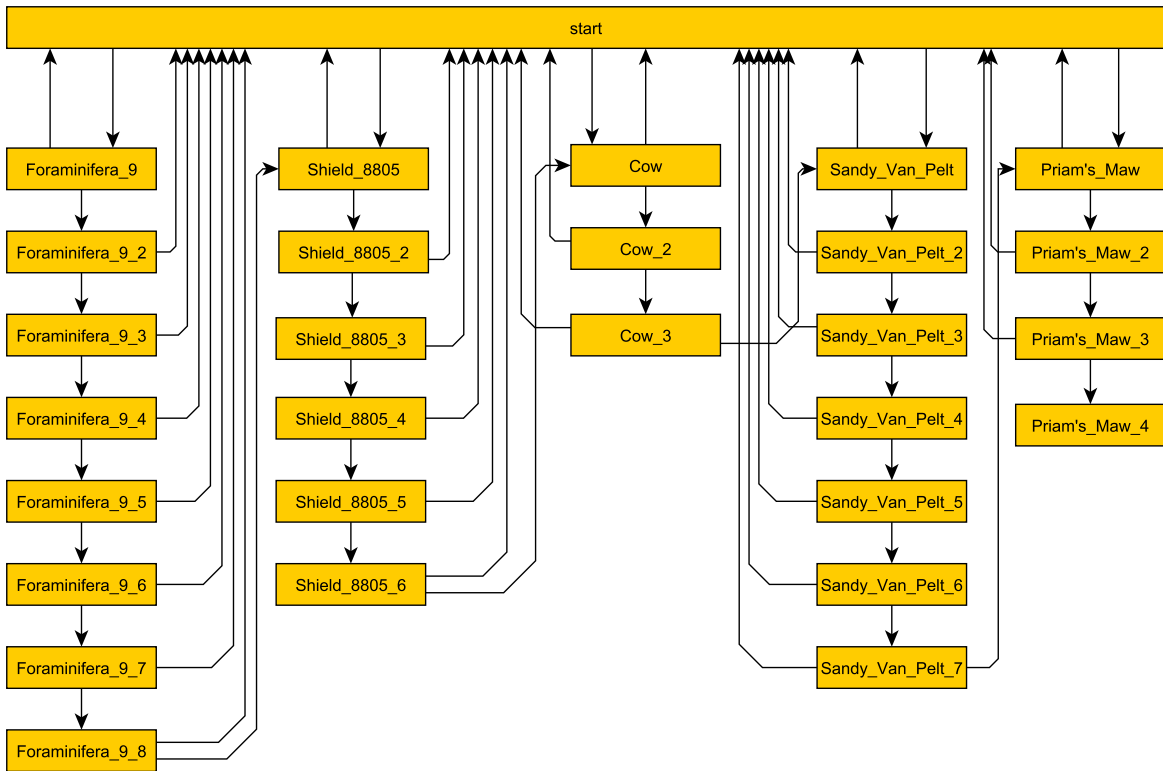 start
Foraminifera_9
Foraminifera_9_2
Foraminifera_9_3
Foraminifera_9_4
Foraminifera_9_5
Foraminifera_9_6
Foraminifera_9_7
Foraminifera_9_8
Shield_8805
Shield_8805_2
Shield_8805_3
Shield_8805_4
Shield_8805_5
Shield_8805_6
Cow
Cow_2
Cow_3
Sandy_Van_Pelt
Sandy_Van_Pelt_2
Sandy_Van_Pelt_3
Sandy_Van_Pelt_4
Sandy_Van_Pelt_5
Sandy_Van_Pelt_6
Sandy_Van_Pelt_7
Priam's_Maw
Priam's_Maw_2
Priam's_Maw_3
Priam's_Maw_4